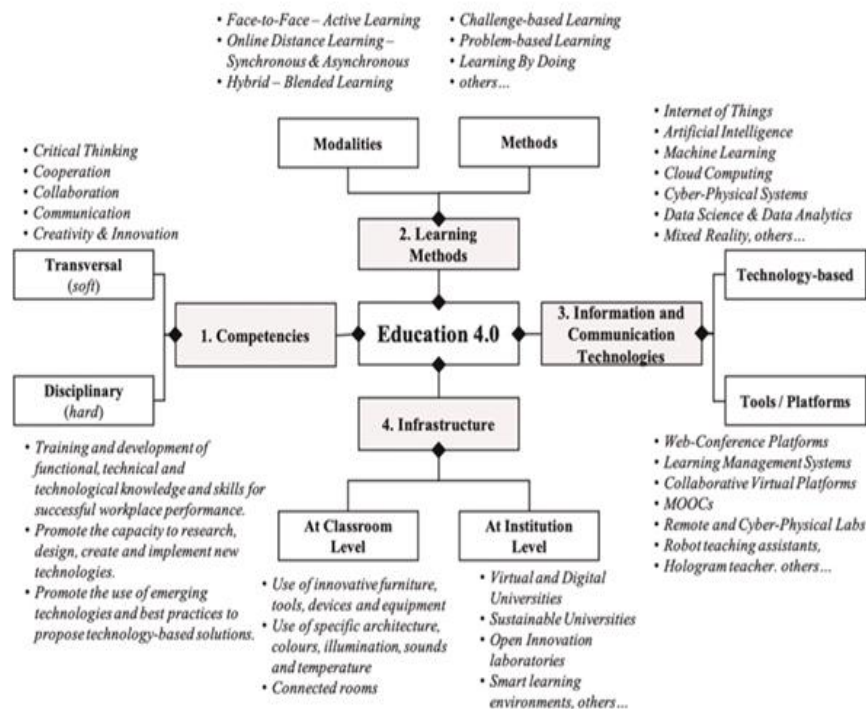 • Face-to-Face – Active Learning
• Online Distance Learning –
Synchronous & Asynchronous
• Hybrid – Blended Learning
• Challenge-based Learning
• Problem-based Learning
• Learning By Doing
• others…
Modalities
Methods
2. Learning
Methods
• Critical Thinking
• Cooperation
• Collaboration
• Communication
• Creativity & Innovation
Transversal
(soft)
1. Competencies
Disciplinary
(hard)
• Training and development of
functional, technical and
technological knowledge and skills for
successful workplace performance.
• Promote the capacity to research,
design, create and implement new
technologies.
• Promote the use of emerging
technologies and best practices to
propose technology-based solutions.
Education 4.0
• Internet of Things
• Artificial Intelligence
• Machine Learning
• Cloud Computing
• Cyber-Physical Systems
• Data Science & Data Analytics
• Mixed Reality, others…
Technology-based
3. Information and
Communication
Technologies
Tools / Platforms
• Web-Conference Platforms
• Learning Management Systems
• Collaborative Virtual Platforms
• MOOCs
• Remote and Cyber-Physical Labs
• Robot teaching assistants,
• Hologram teacher. others…
4. Infrastructure
At Classroom
Level
• Use of innovative furniture,
tools, devices and equipment
• Use of specific architecture,
colours, illumination, sounds
and temperature
• Connected rooms
At Institution
Level
• Virtual and Digital
Universities
• Sustainable Universities
• Open Innovation
laboratories
• Smart learning
environments, others…